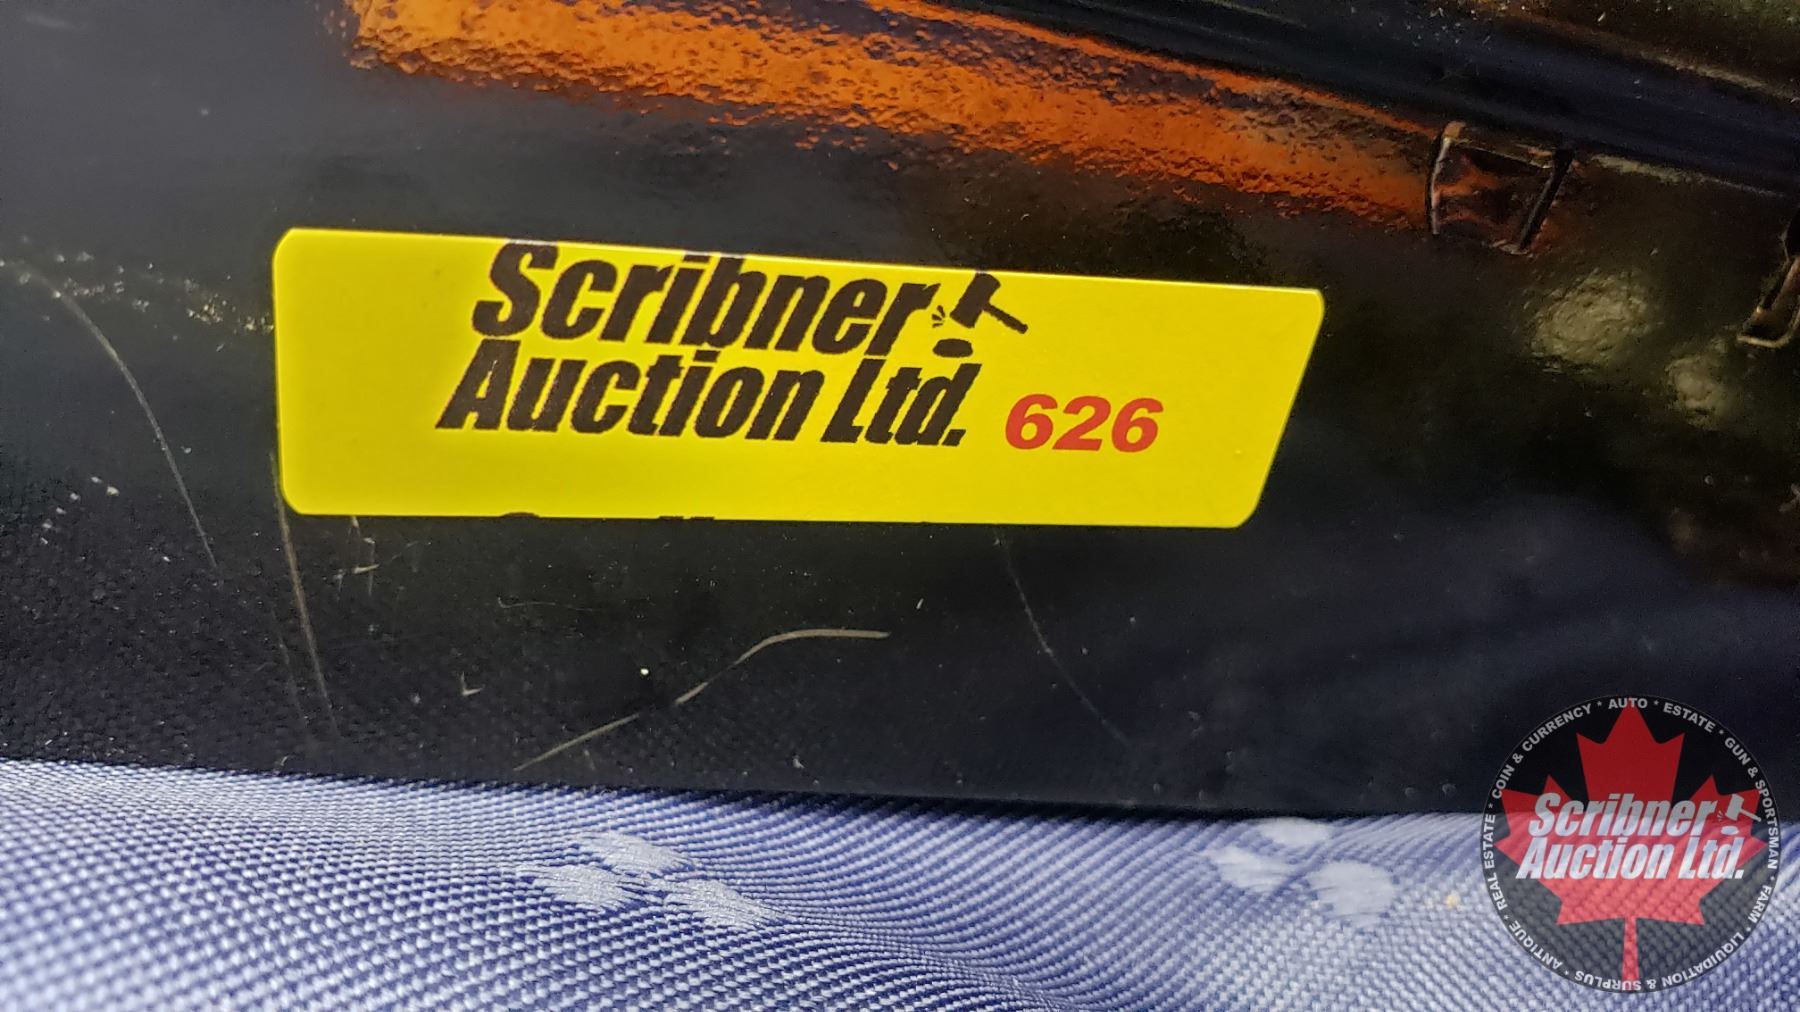 Scribner
Auction Ltd. 626
COIN & CURRENCY * AUTO * ESTATE * GUN & SPORTSMAN * FARM * LIQUIDATION & SURPLUS * ANTIQUE * REAL ESTATE *
Scribner
Auction Ltd.